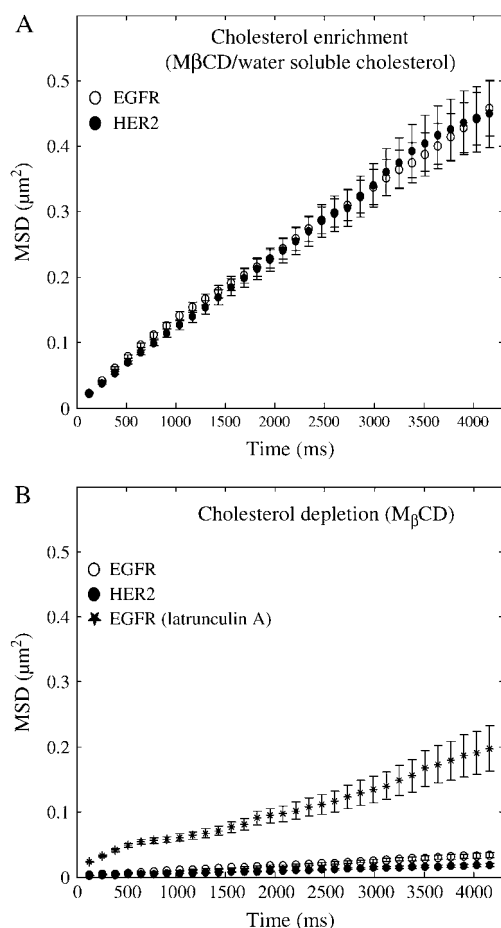 A
Cholesterol enrichment
(MβCD/water soluble cholesterol)
EGFR
HER2
MSD (μm²)
0.5
0.4
0.3
0.2
0.1
0
0 500 1000 1500 2000 2500 3000 3500 4000
Time (ms)
B
Cholesterol depletion (MβCD)
EGFR
HER2
EGFR (latrunculin A)
MSD (μm²)
0.5
0.4
0.3
0.2
0.1
0
0 500 1000 1500 2000 2500 3000 3500 4000
Time (ms)